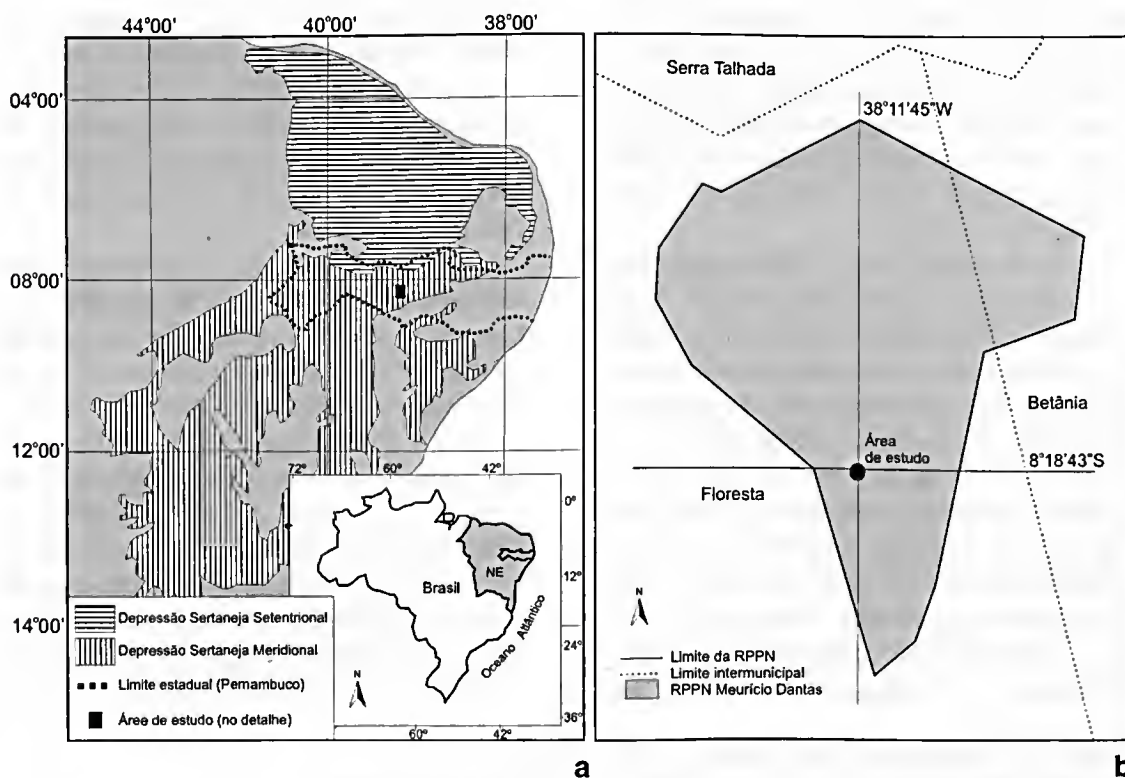 44°00'
40°00'
38°00'
04°00'
08°00'
12°00'
14°00'
72°
60°
42°
0°
12°
24°
36°
60°
42°
Brasil
NE
Oceano Atlântico
N
Depressão Sertaneja Setentrional
Depressão Sertaneja Meridional
Limite estadual (Pernambuco)
Área de estudo (no detalhe)
a
Serra Talhada
38°11'45"W
Betânia
Área
de estudo
8°18'43"S
Floresta
N
Limite da RPPN
Limite intermunicipal
RPPN Meurício Dantas
b